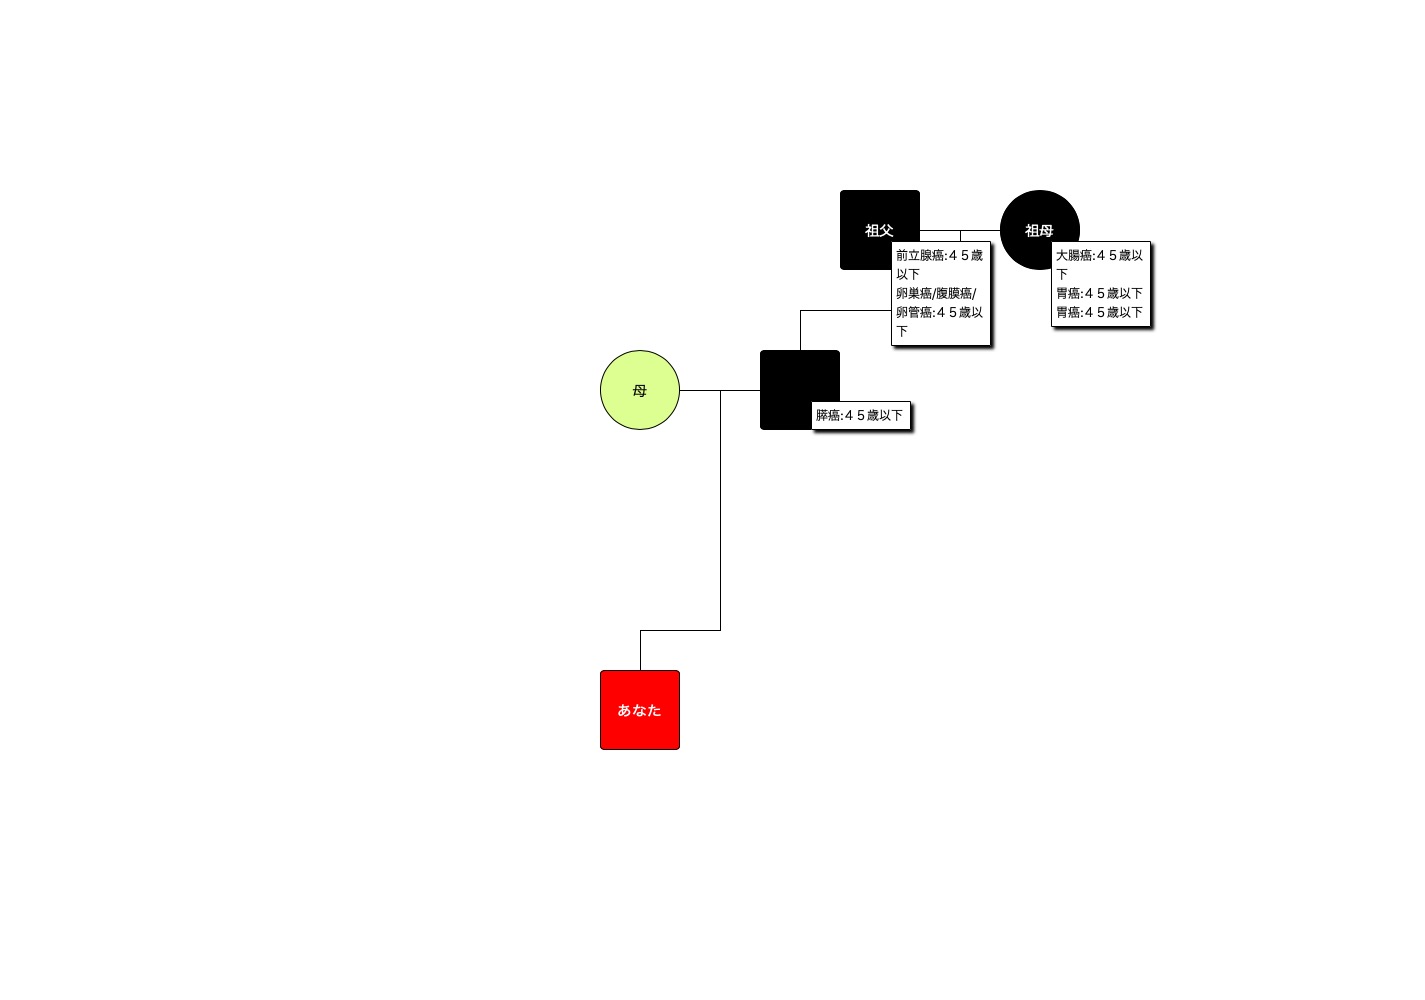 祖父
祖母
前立腺癌:４５歳
以下
卵巣癌/腹膜癌/
卵管癌:４５歳以
下
大腸癌:４５歳以
下
胃癌:４５歳以下
胃癌:４５歳以下
母
膵癌:４５歳以下
あなた